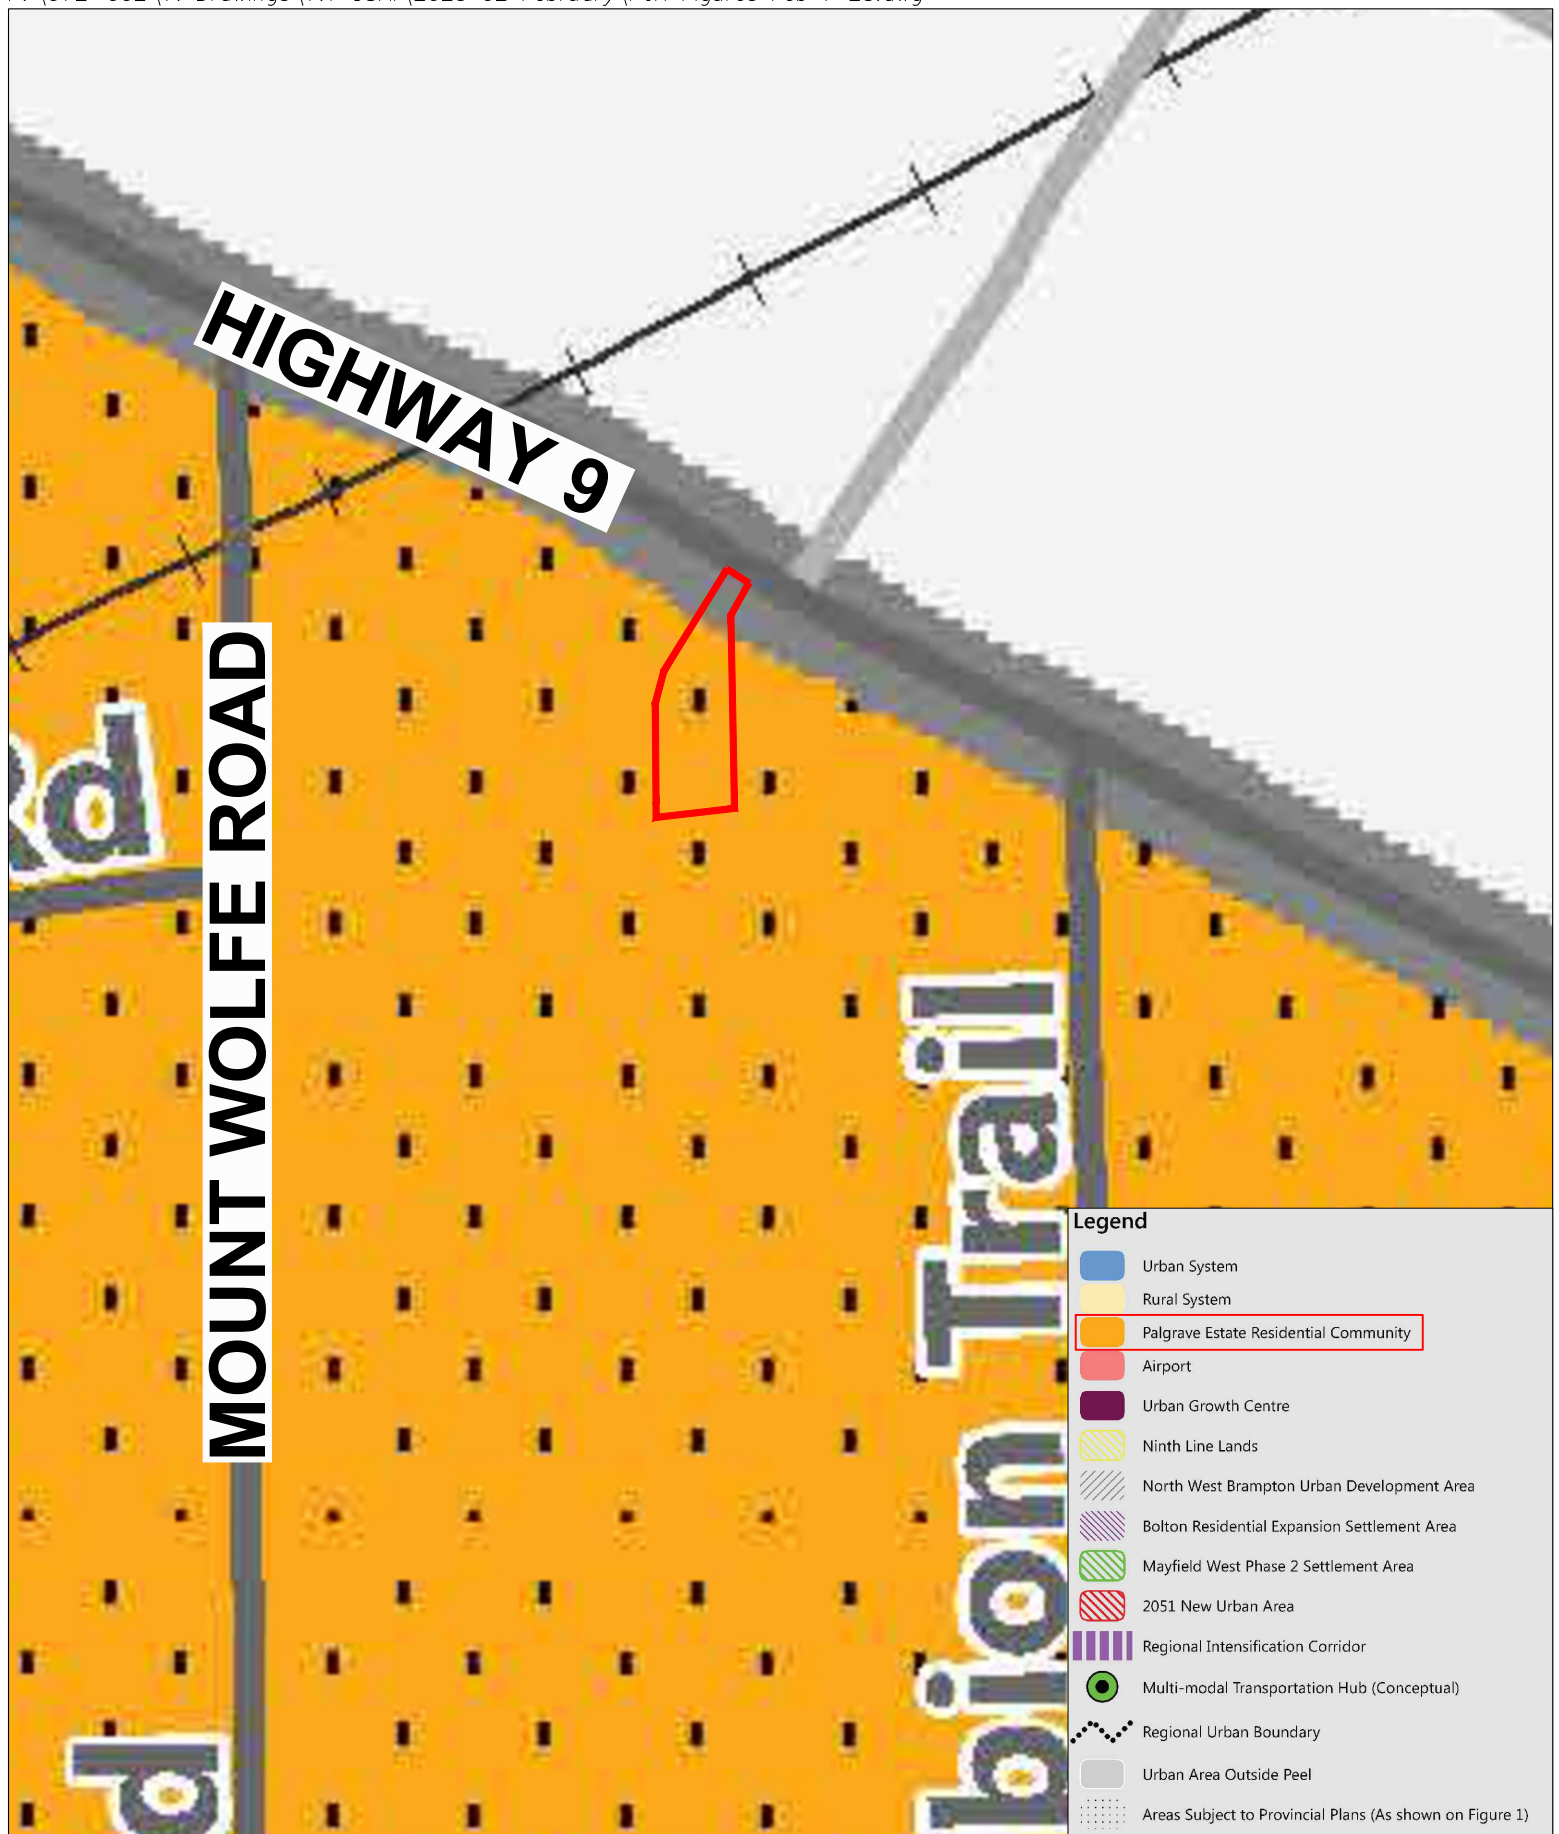 HIGHWAY 9
MOUNT WOLFE ROAD
Rd
Trail
bion
Legend
Urban System
Rural System
Palgrave Estate Residential Community
Airport
Urban Growth Centre
Ninth Line Lands
North West Brampton Urban Development Area
Bolton Residential Expansion Settlement Area
Mayfield West Phase 2 Settlement Area
2051 New Urban Area
Regional Intensification Corridor
Multi-modal Transportation Hub (Conceptual)
Regional Urban Boundary
Urban Area Outside Peel
Areas Subject to Provincial Plans (As shown on Figure 1)